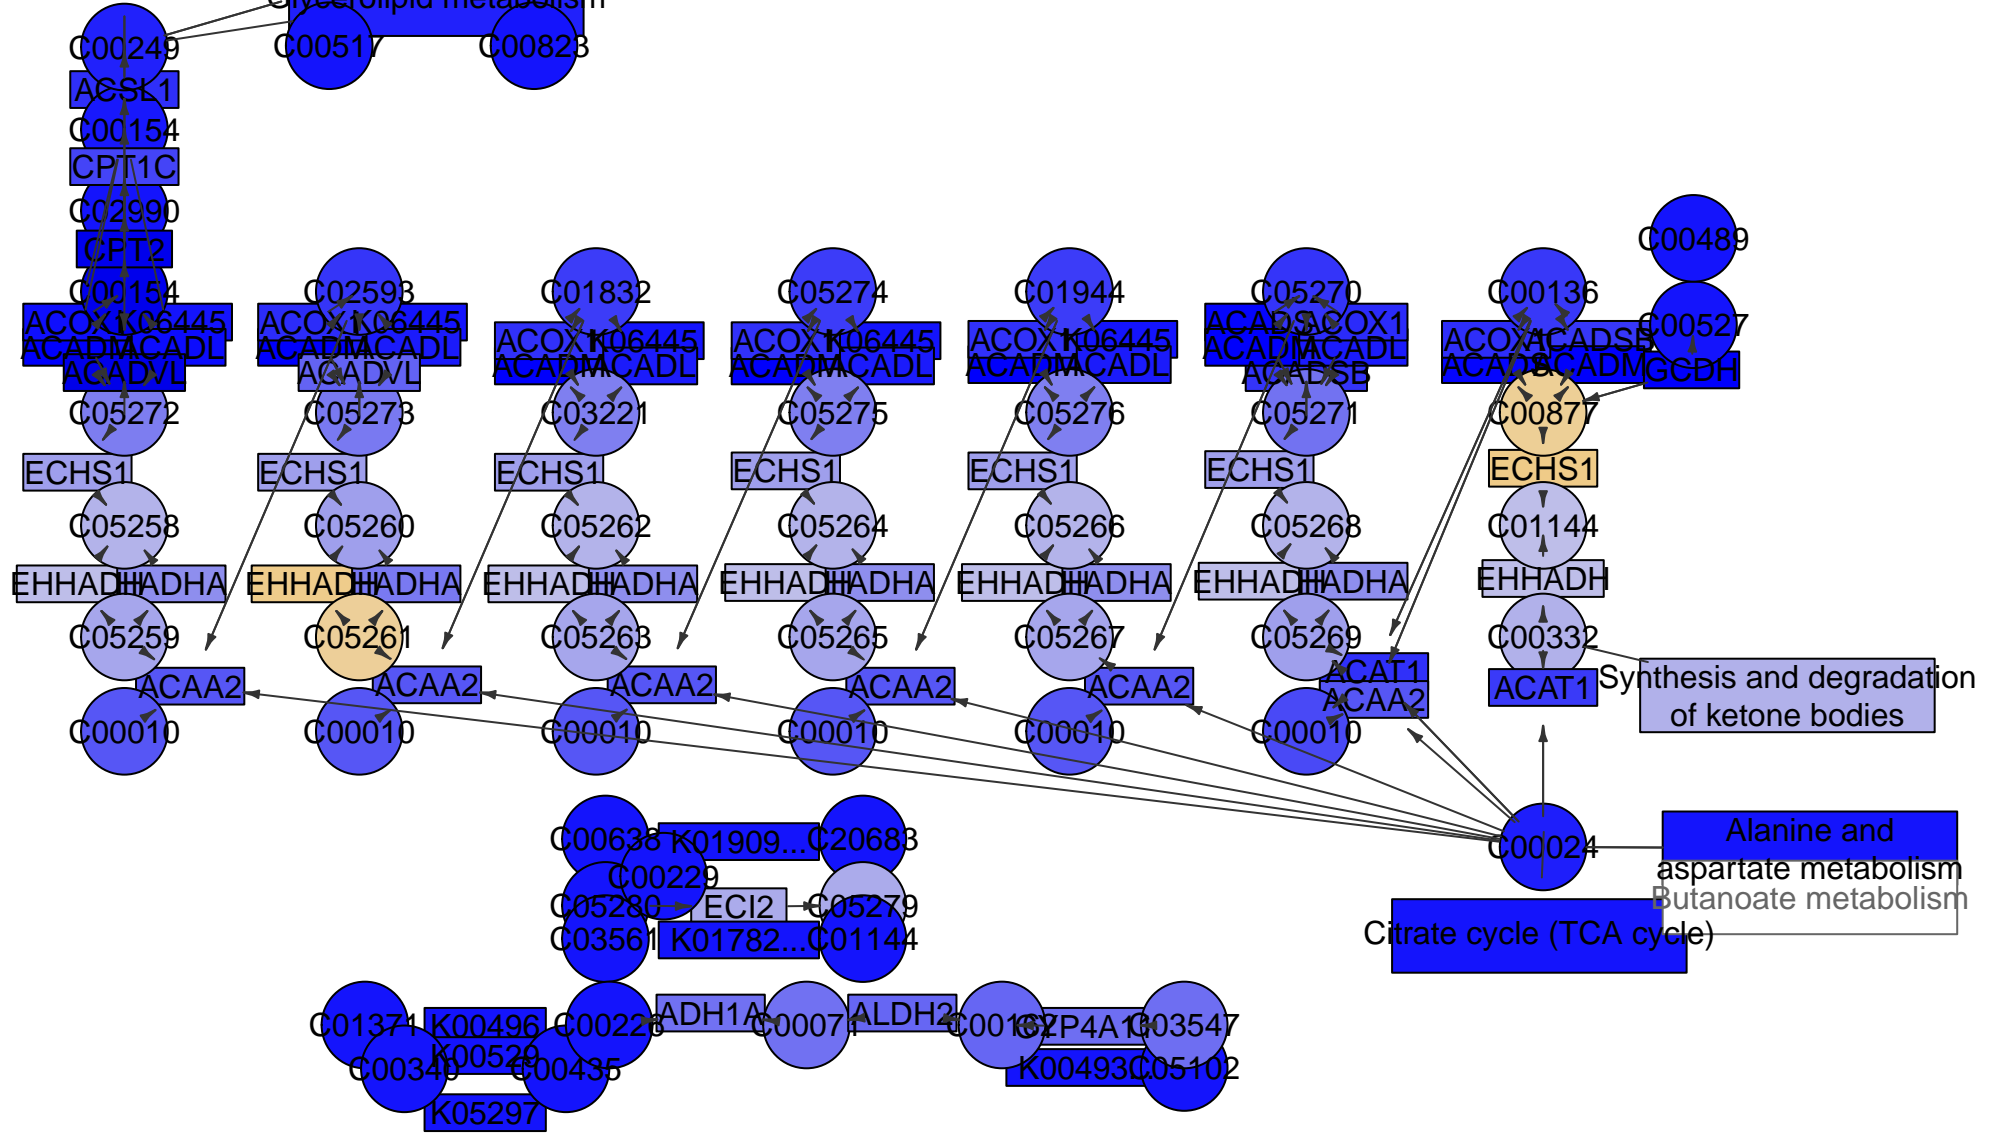 Glycerolipid metabolism
C00249
C00517
C00823
ACSL1
C00154
CPT1C
C02990
C00489
CPT2
C00154
C02593
C01832
C05274
C01944
C05270
C00136
C00527
ACOX1
K06445
ACOX1
K06445
ACOX1
K06445
ACOX1
K06445
ACOX1
K06445
ACADS
ACOX1
ACOX1
ACADSB
ACADM
ACADL
ACADM
ACADL
ACADM
ACADL
ACADM
ACADL
ACADM
ACADL
ACADM
ACADL
ACADS
ACADM
GCDH
ACADVL
ACADVL
ACADSB
C05272
C05273
C03221
C05275
C05276
C05271
C00877
ECHS1
ECHS1
ECHS1
ECHS1
ECHS1
ECHS1
ECHS1
C05258
C05260
C05262
C05264
C05266
C05268
C01144
EHHADH
HADHA
EHHADH
HADHA
EHHADH
HADHA
EHHADH
HADHA
EHHADH
HADHA
EHHADH
HADHA
EHHADH
C05259
C05261
C05263
C05265
C05267
C05269
C00332
ACAA2
ACAA2
ACAA2
ACAA2
ACAA2
ACAT1
ACAA2
ACAT1
Synthesis and degradation
of ketone bodies
C00010
C00010
C00010
C00010
C00010
C00010
C00638
K01909...
C20683
C00024
Alanine and
aspartate metabolism
C00229
Butanoate metabolism
C05280
ECI2
C05279
C03561
K01782...
C01144
Citrate cycle (TCA cycle)
C01371
K00496
C00226
ADH1A
C00071
ALDH2
C00162
CYP4A11
C03547
C00340
K00529
C00435
K00493...
C05102
K05297